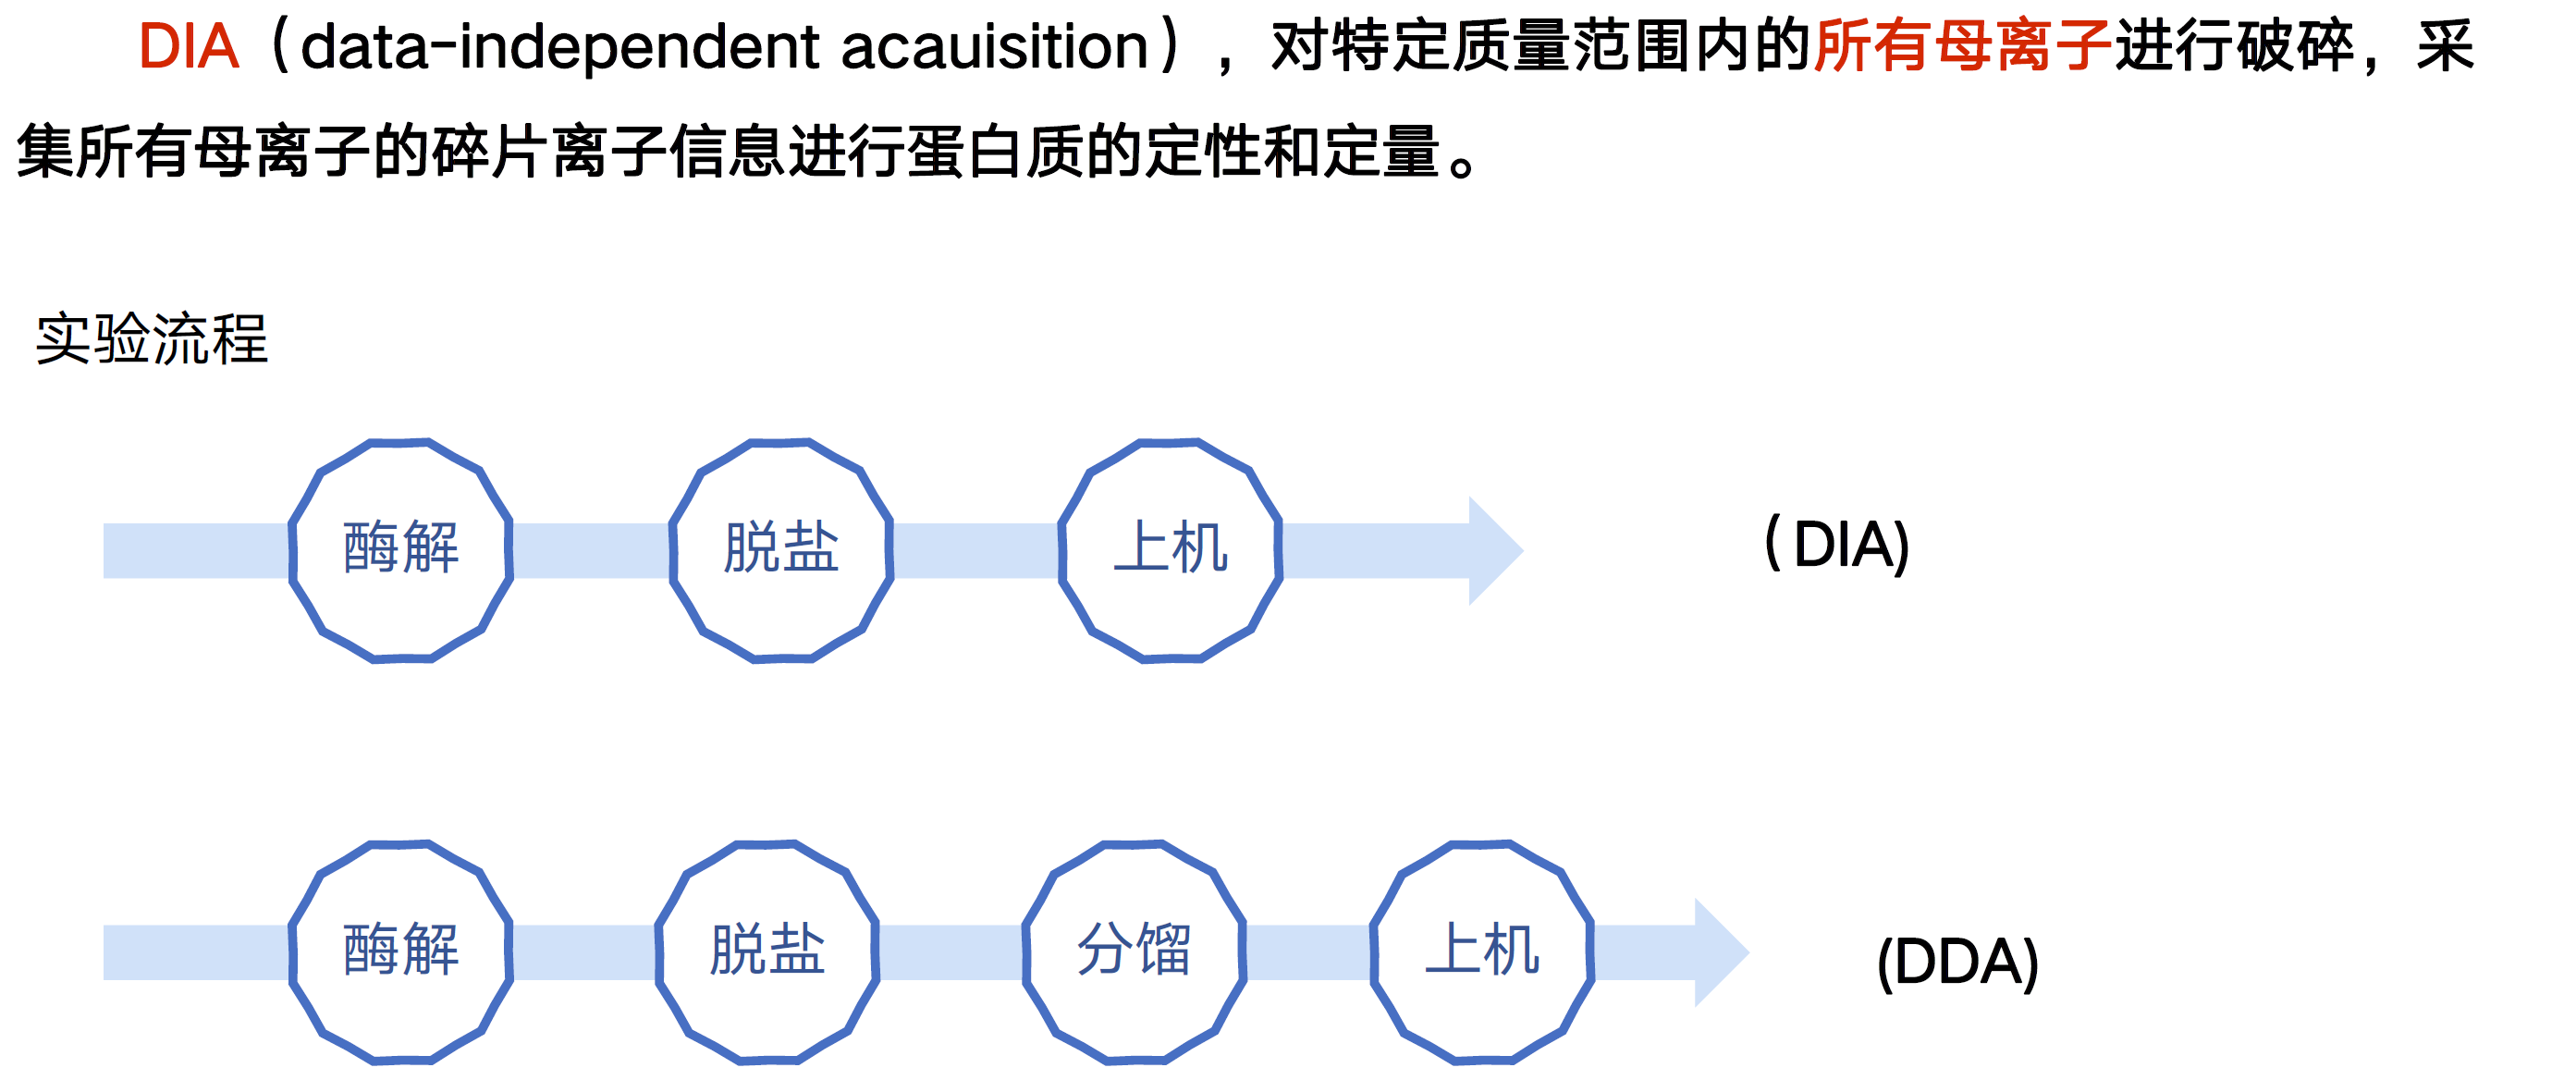 DIA（data-independent acauisition），对特定质量范围内的所有母离子进行破碎，采
集所有母离子的碎片离子信息进行蛋白质的定性和定量。
实验流程
酶解 脱盐 上机 （DIA)
酶解 脱盐 分馏 上机 (DDA)